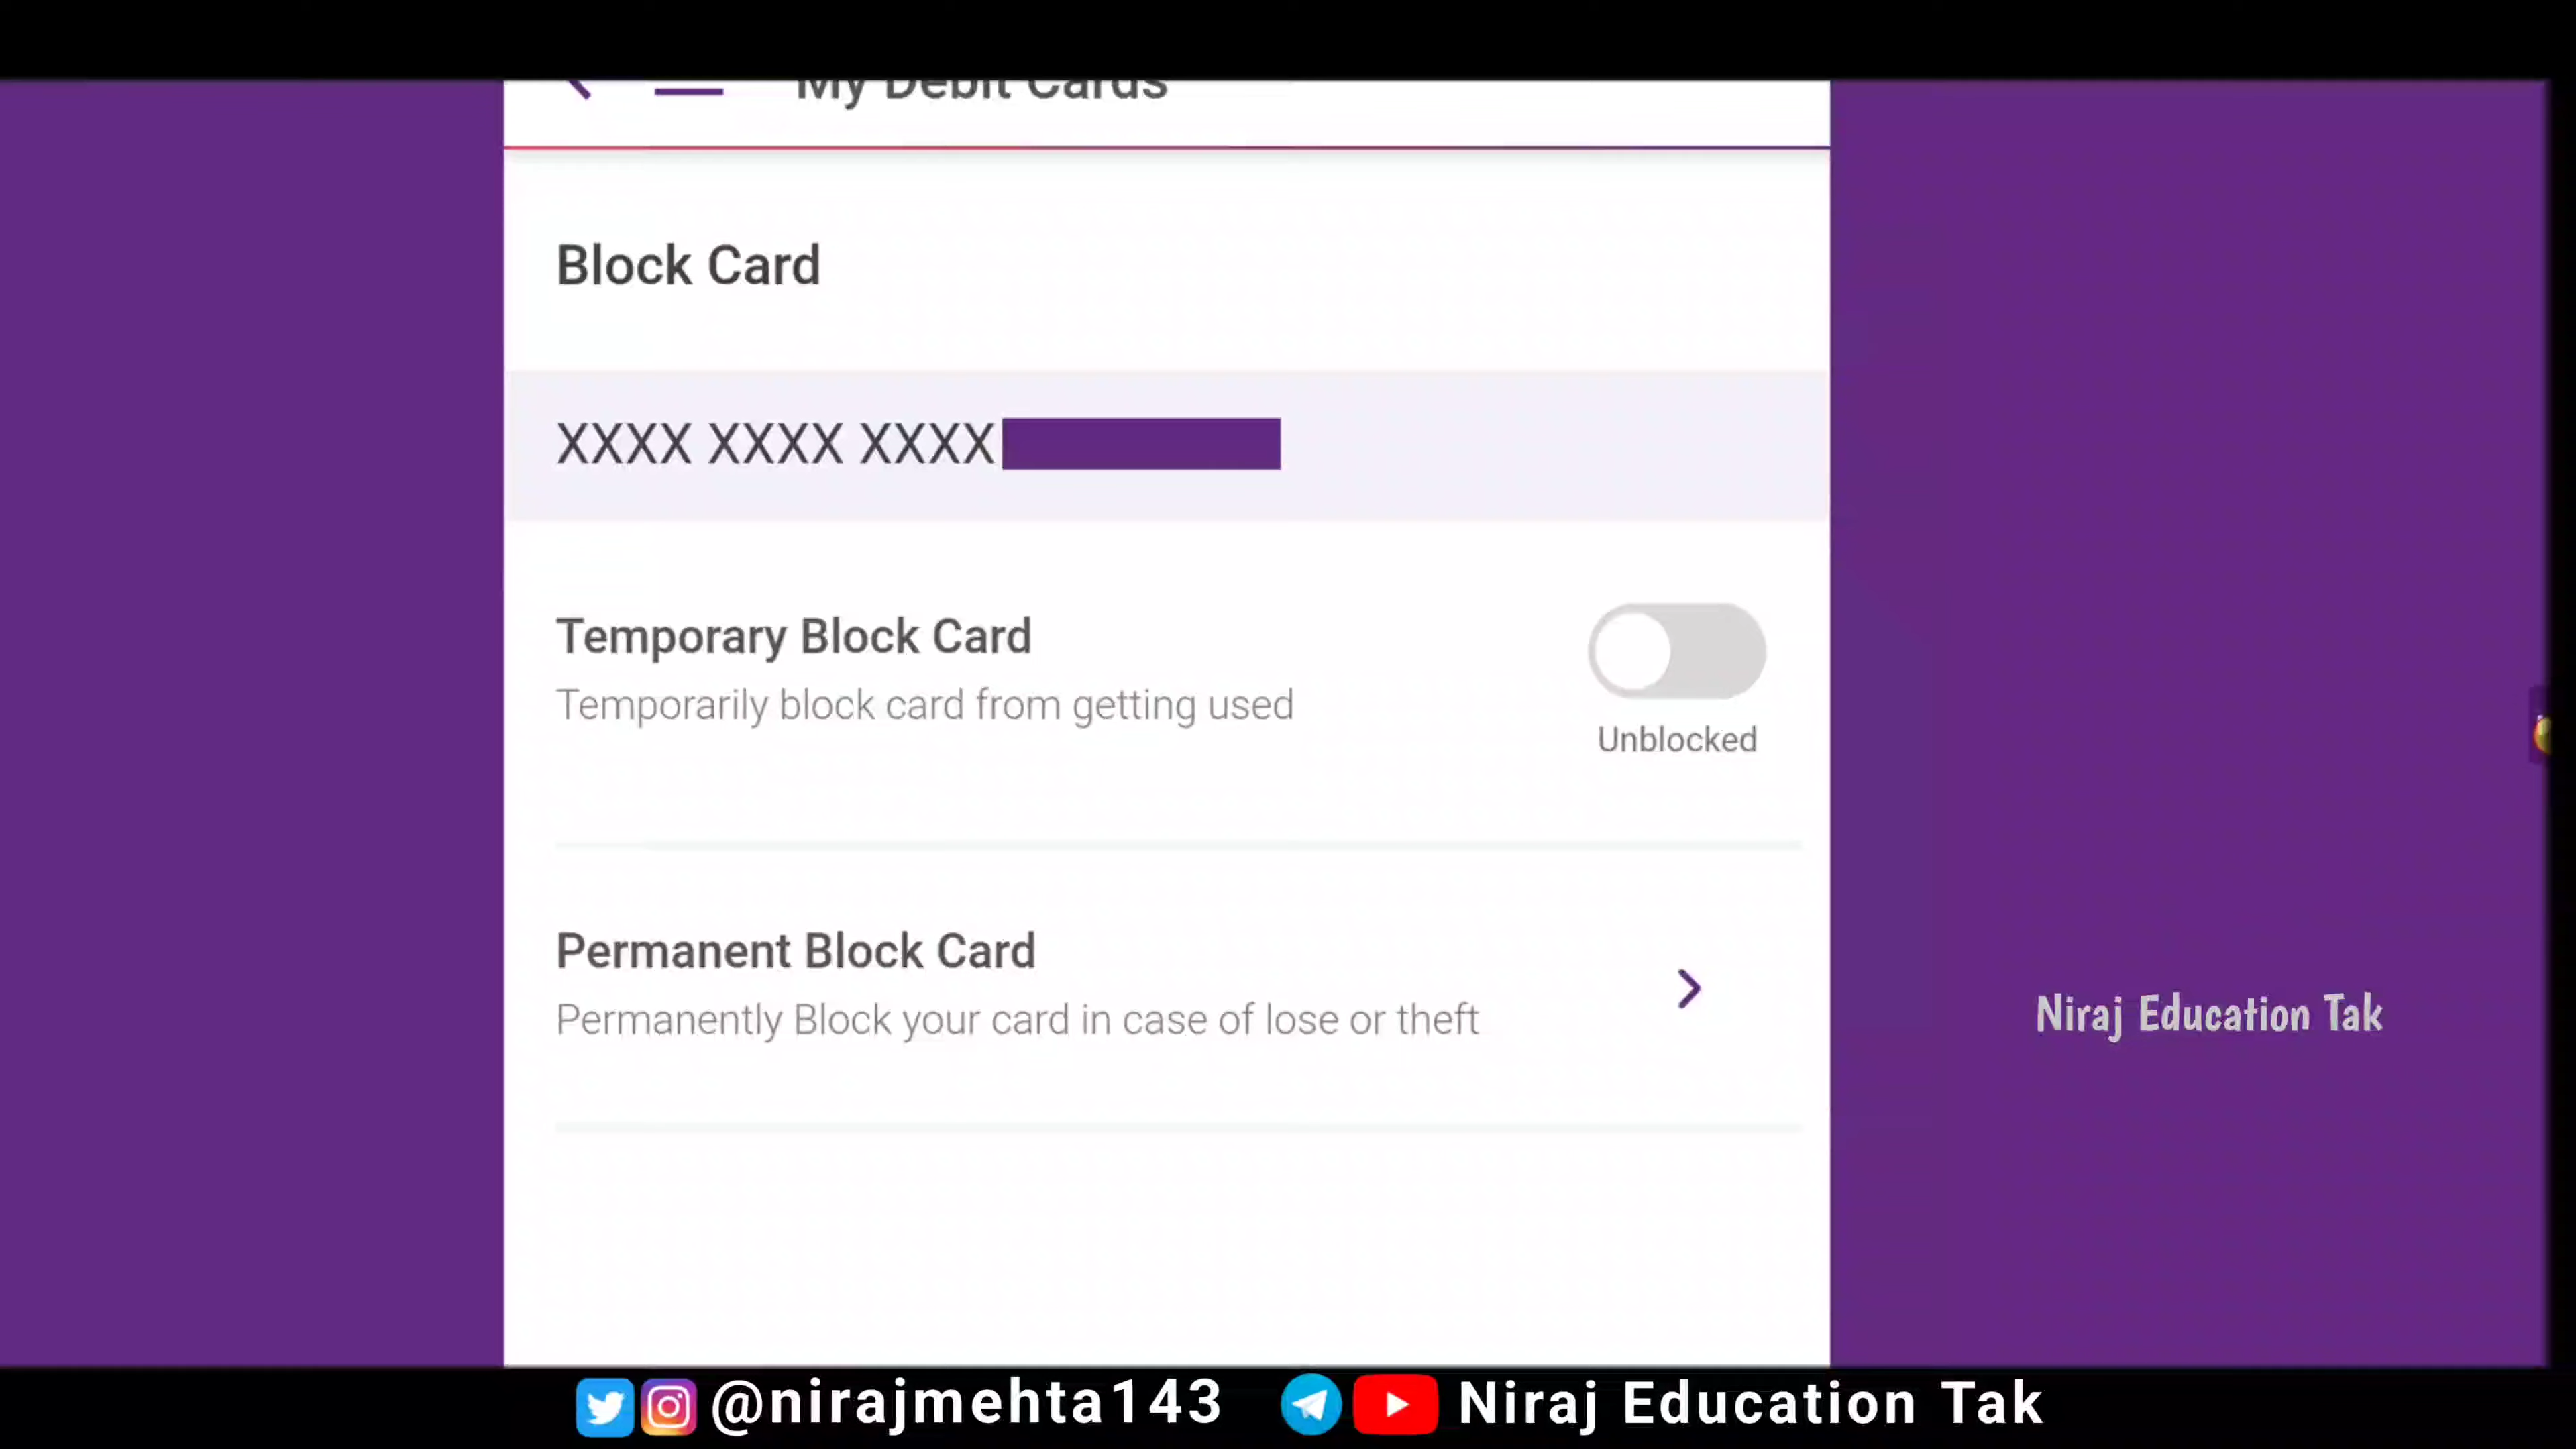 My Debit Cards
Block Card
XXXX XXXX XXXX
Temporary Block Card
Temporarily block card from getting used
Unblocked
Permanent Block Card
Permanently Block your card in case of lose or theft
Niraj Education Tak
@nirajmehta143 Niraj Education Tak